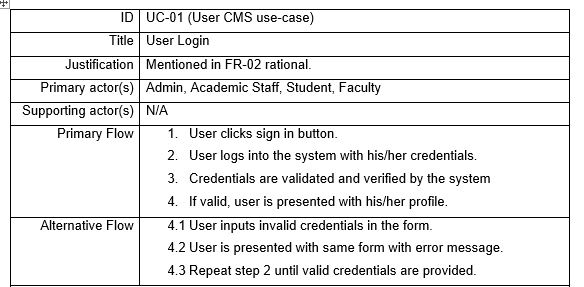 ID UC-01 (User CMS use-case)
Title User Login
Justification Mentioned in FR-02 rational.
Primary actor(s) Admin, Academic Staff, Student, Faculty
Supporting actor(s) N/A
Primary Flow 1. User clicks sign in button.
2. User logs into the system with his/her credentials.
3. Credentials are validated and verified by the system
4. If valid, user is presented with his/her profile.
Alternative Flow 4.1 User inputs invalid credentials in the form.
4.2 User is presented with same form with error message.
4.3 Repeat step 2 until valid credentials are provided.